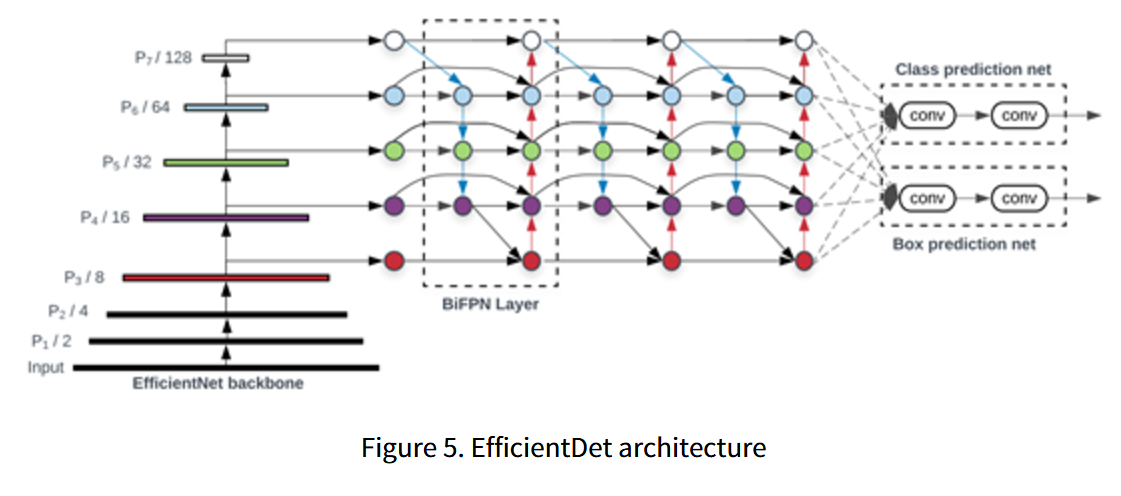 P₇ / 128
P₆ / 64
P₅ / 32
P₄ / 16
P₃ / 8
P₂ / 4
P₁ / 2
Input
EfficientNet backbone
BiFPN Layer
Class prediction net
conv
conv
conv
conv
Box prediction net
Figure 5. EfficientDet architecture